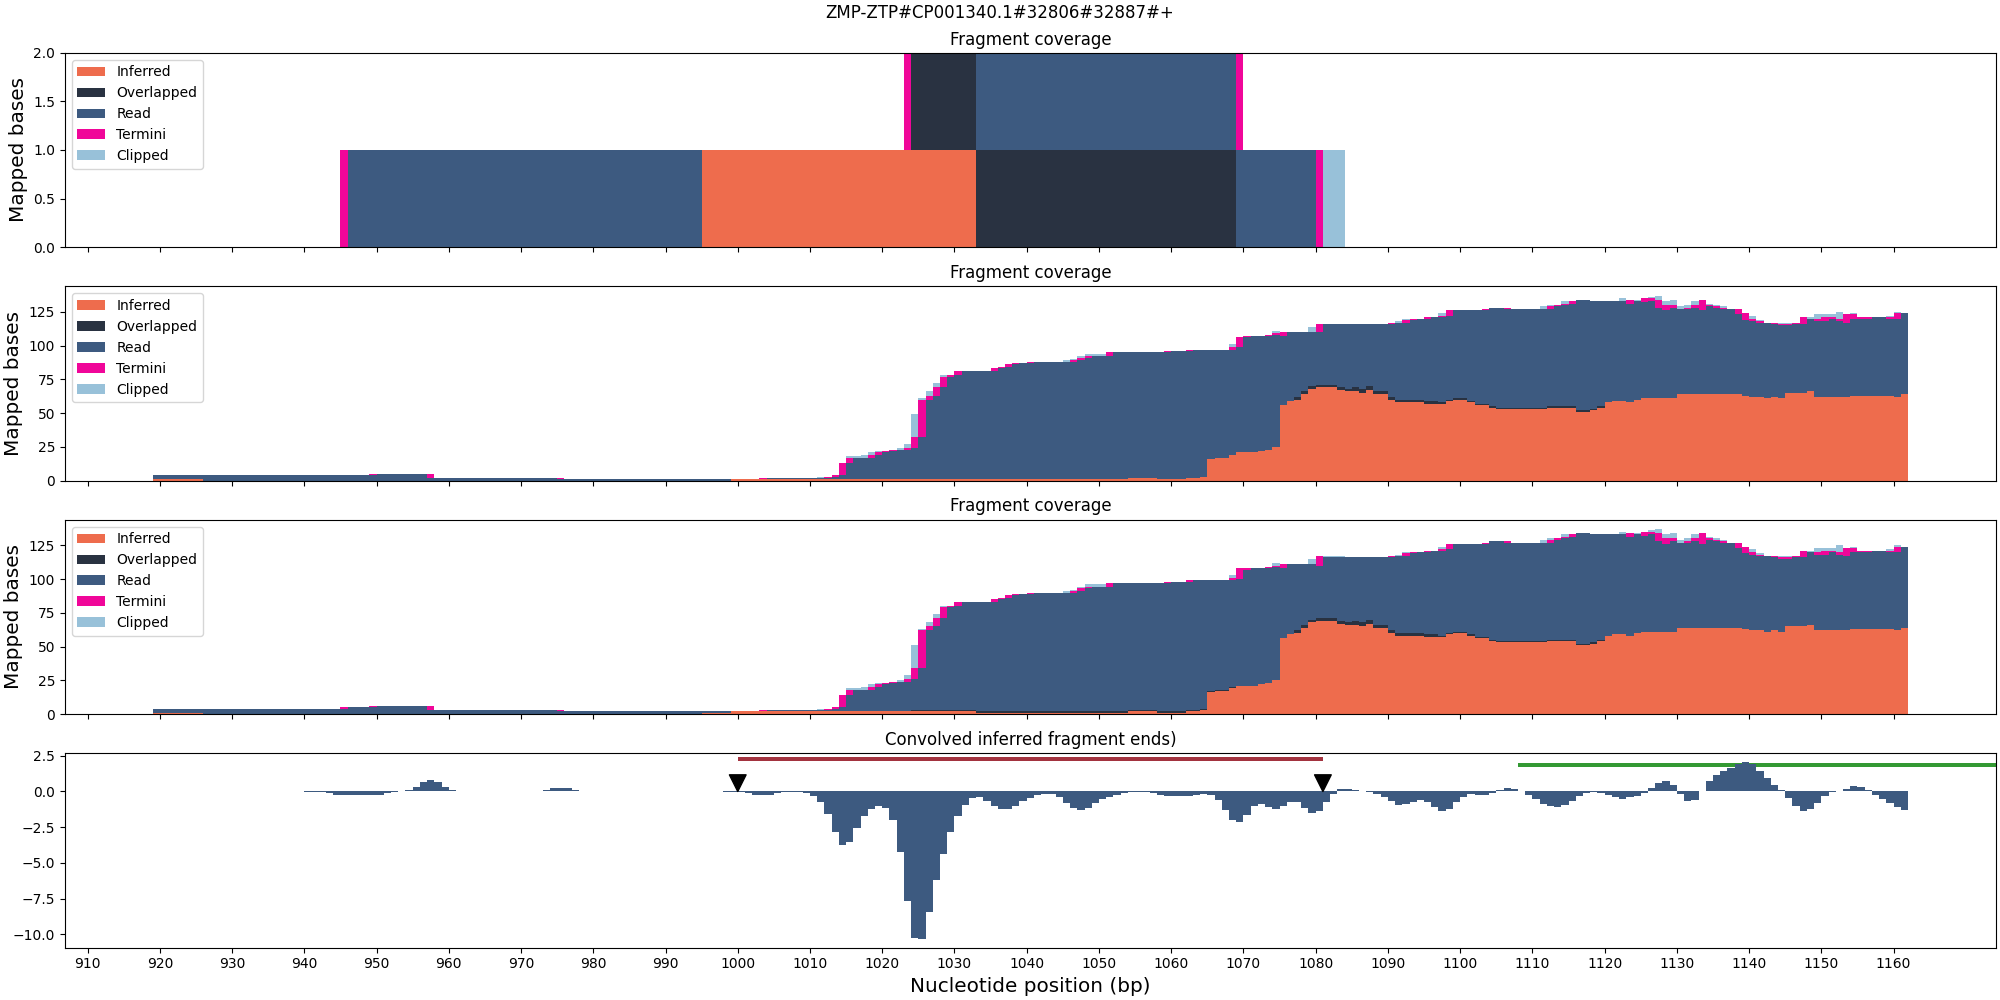 ZMP-ZTP#CP001340.1#32806#32887#+
Fragment coverage
Mapped bases
2.0
1.5
1.0
0.5
0.0
Inferred
Overlapped
Read
Termini
Clipped
Fragment coverage
Mapped bases
125
100
75
50
25
0
Inferred
Overlapped
Read
Termini
Clipped
Fragment coverage
Mapped bases
125
100
75
50
25
0
Inferred
Overlapped
Read
Termini
Clipped
Convolved inferred fragment ends)
2.5
0.0
−2.5
−5.0
−7.5
−10.0
910 920 930 940 950 960 970 980 990 1000 1010 1020 1030 1040 1050 1060 1070 1080 1090 1100 1110 1120 1130 1140 1150 1160
Nucleotide position (bp)